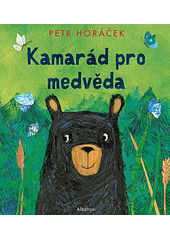 PETR HORÁČEK
Kamarád pro
medvěda
Albatros